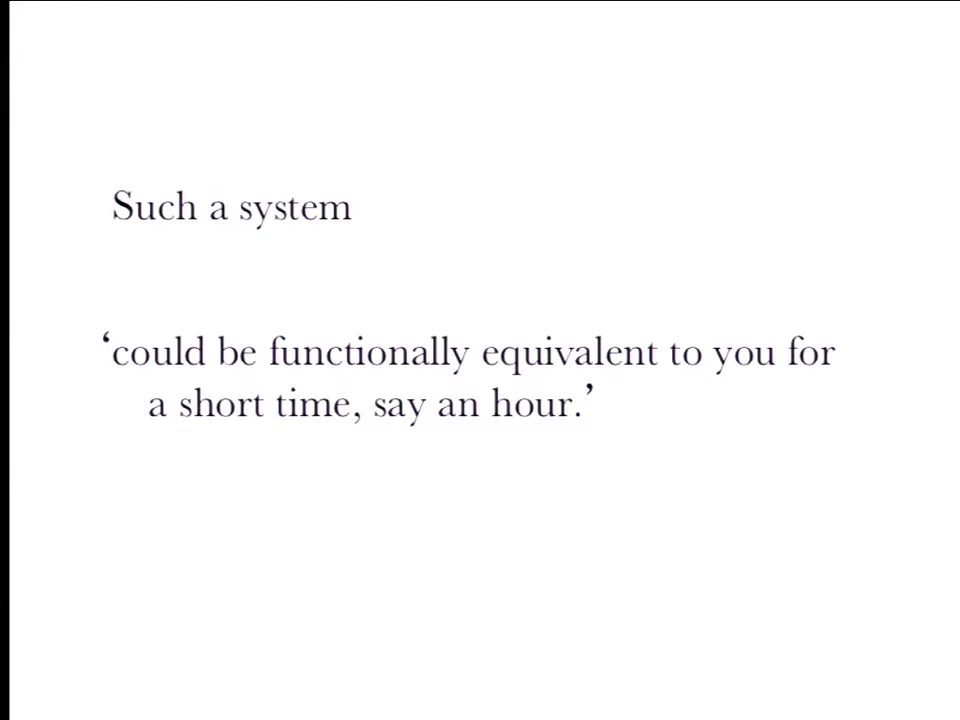 Such a system
‘could be functionally equivalent to you for
a short time, say an hour.’